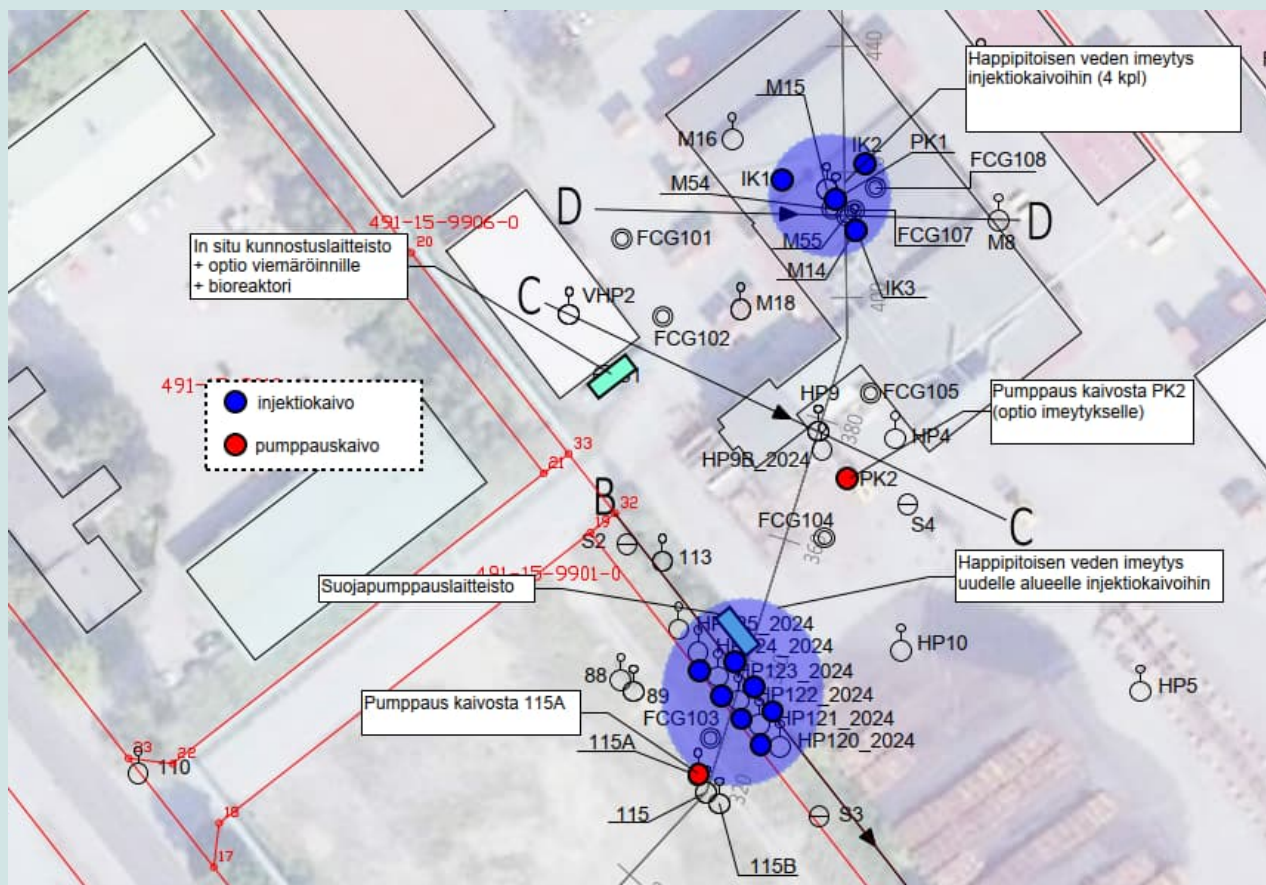 440
Happipitoisen veden imeytys
injektiokaivoihin (4 kpl)
M15
M16
IK2
PK1
FCG108
IK1
M54
D
D
491-15-9906-0
20
FCG101
M55
FCG107
M8
In situ kunnostuslaitteisto
+ optio viemäröinnille
+ bioreaktori
M14
C
VHP2
M18
IK3
400
FCG102
HP9
FCG105
Pumppaus kaivosta PK2
(optio imeytykselle)
injektiokaivo
pumppauskaivo
380
HP4
33
21
HP9B_2024
PK2
B
32
19
S4
C
FCG104
S2
113
491-15-9901-0
Happipitoisen veden imeytys
uudelle alueelle injektiokaivoihin
Suojapumppauslaitteisto
HP10
88
89
HP123_2024
HP122_2024
HP5
Pumppaus kaivosta 115A
FCG103
HP121_2024
HP120_2024
115A
23
22
110
320
115
S3
18
17
115B